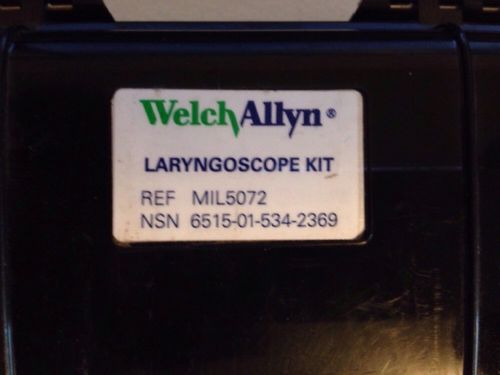 WelchAllyn®
LARYNGOSCOPE KIT
REF MIL5072
NSN 6515-01-534-2369